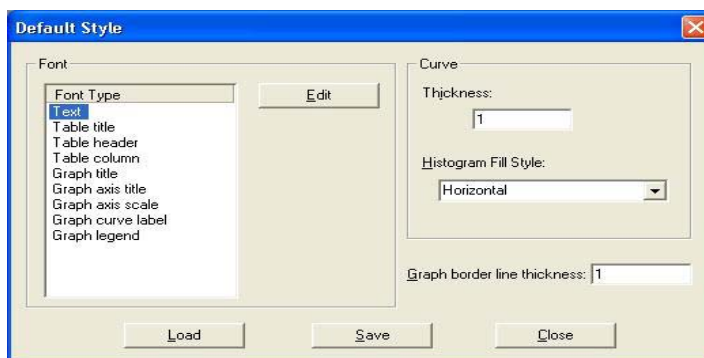 Default Style
Font
Font Type
Text
Table title
Table header
Table column
Graph title
Graph axis title
Graph axis scale
Graph curve label
Graph legend
Edit
Curve
Thickness:
1
Histogram Fill Style:
Horizontal
Graph border line thickness: 1
Load Save Close